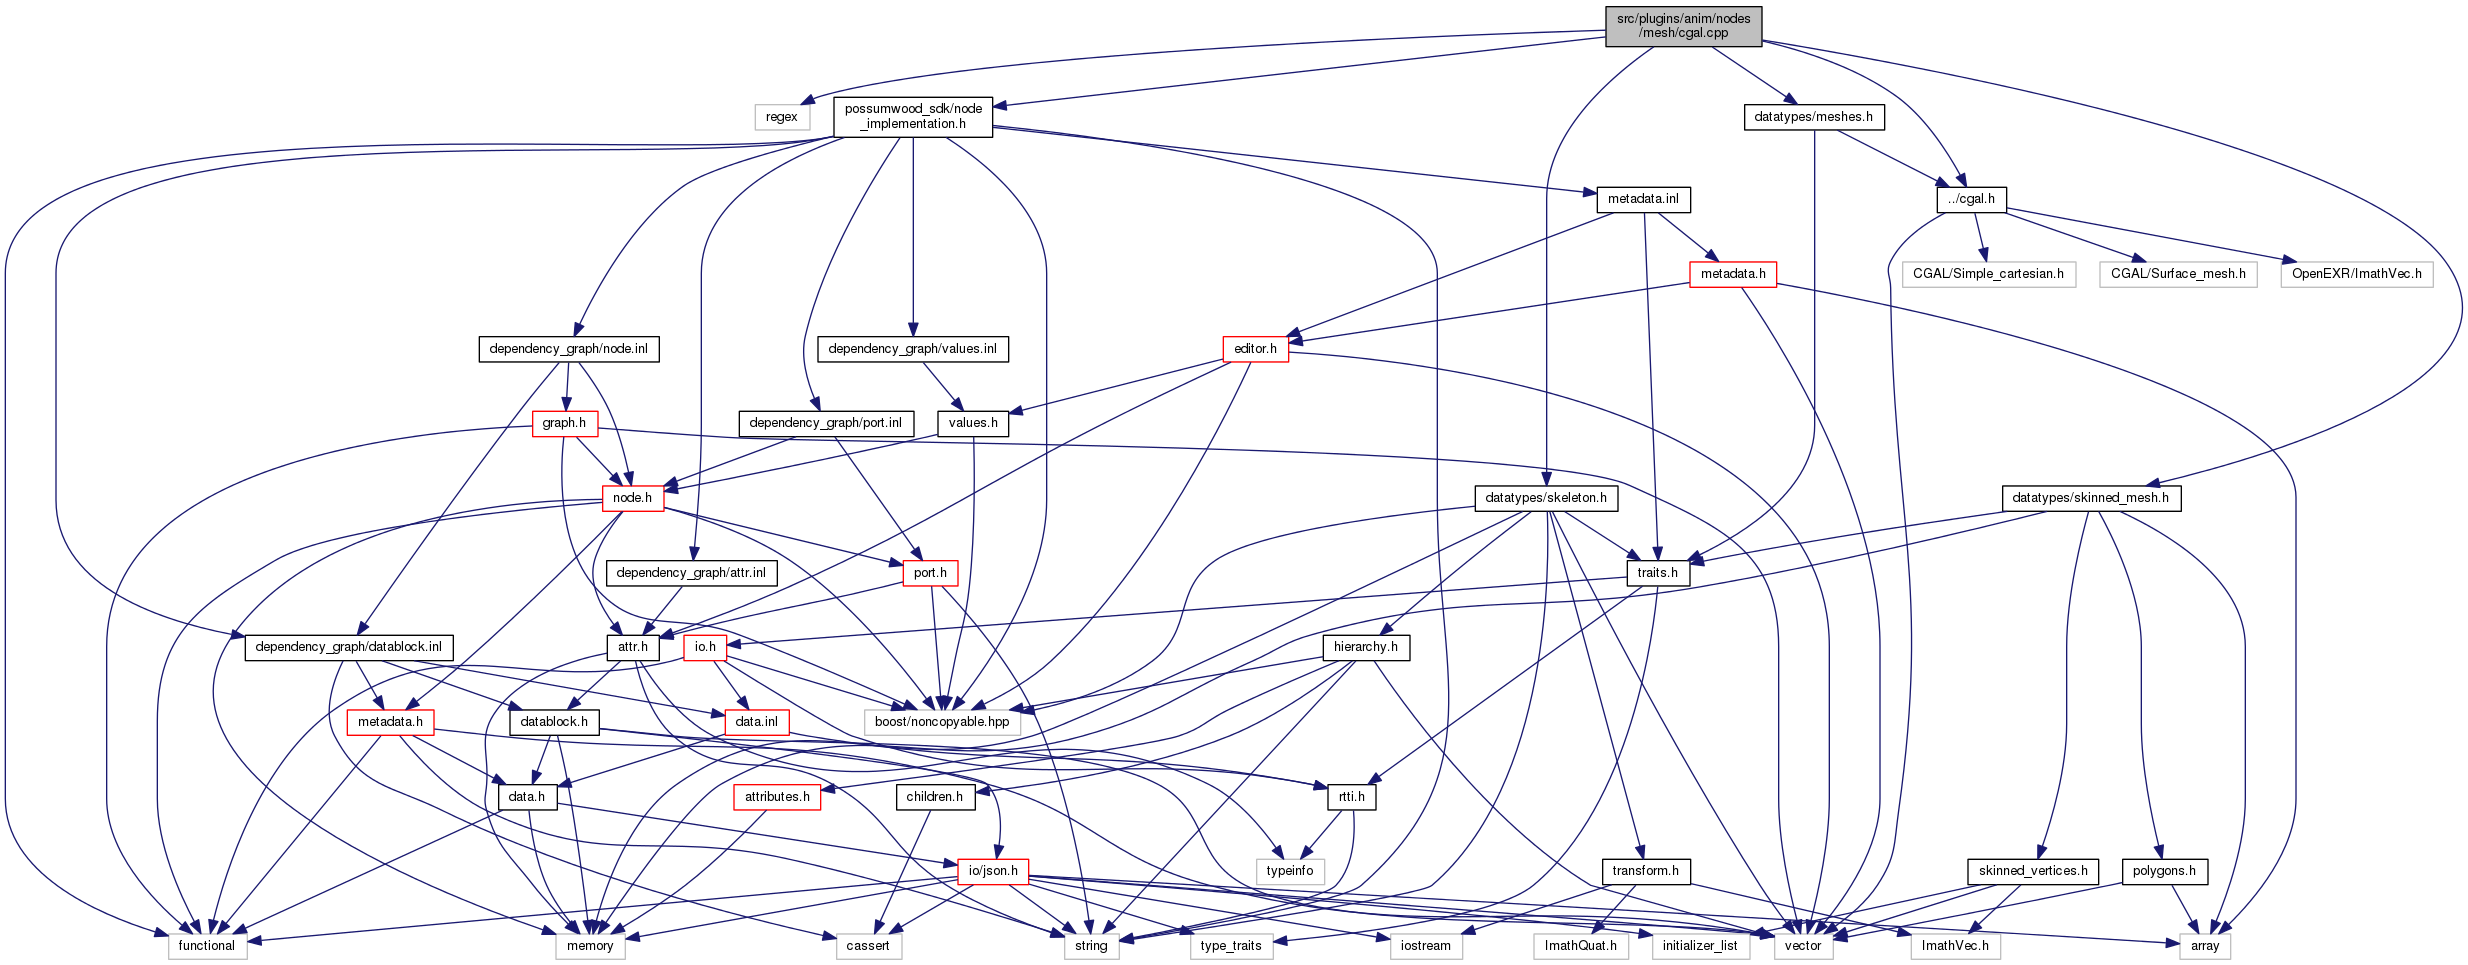 src/plugins/anim/nodes
/mesh/cgal.cpp
regex
possumwood_sdk/node
_implementation.h
datatypes/meshes.h
metadata.inl
../cgal.h
metadata.h
CGAL/Simple_cartesian.h
CGAL/Surface_mesh.h
OpenEXR/ImathVec.h
dependency_graph/node.inl
dependency_graph/values.inl
editor.h
graph.h
dependency_graph/port.inl
values.h
node.h
datatypes/skeleton.h
datatypes/skinned_mesh.h
dependency_graph/attr.inl
port.h
traits.h
dependency_graph/datablock.inl
attr.h
io.h
hierarchy.h
metadata.h
datablock.h
data.inl
boost/noncopyable.hpp
data.h
attributes.h
children.h
rtti.h
io/json.h
typeinfo
transform.h
skinned_vertices.h
polygons.h
functional
memory
cassert
string
type_traits
iostream
ImathQuat.h
initializer_list
vector
ImathVec.h
array